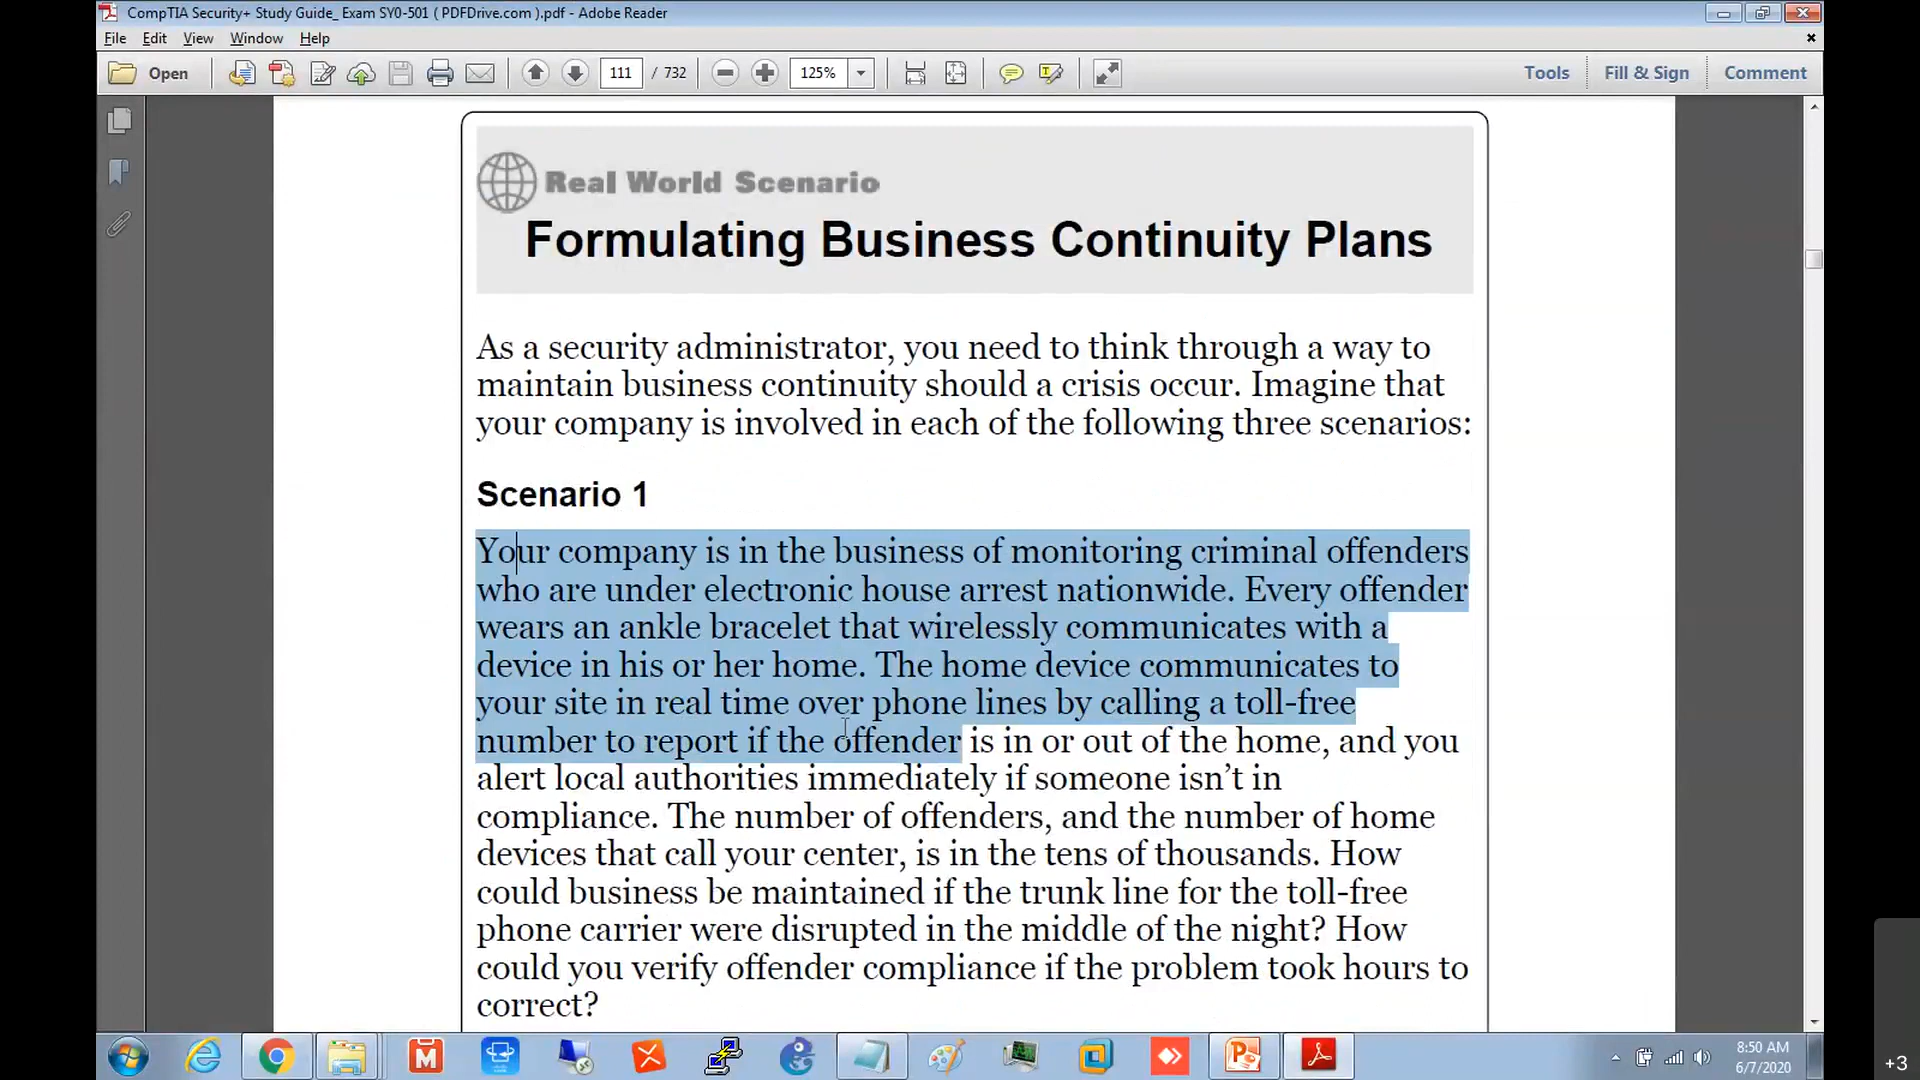 CompTIA Security+ Study Guide_ Exam SY0-501 ( PDFDrive.com ).pdf - Adobe Reader
File Edit View Window Help
Open 111 / 732 125% Tools Fill & Sign Comment
Real World Scenario
Formulating Business Continuity Plans
As a security administrator, you need to think through a way to
maintain business continuity should a crisis occur. Imagine that
your company is involved in each of the following three scenarios:
Scenario 1
Your company is in the business of monitoring criminal offenders
who are under electronic house arrest nationwide. Every offender
wears an ankle bracelet that wirelessly communicates with a
device in his or her home. The home device communicates to
your site in real time over phone lines by calling a toll-free
number to report if the offender is in or out of the home, and you
alert local authorities immediately if someone isn’t in
compliance. The number of offenders, and the number of home
devices that call your center, is in the tens of thousands. How
could business be maintained if the trunk line for the toll-free
phone carrier were disrupted in the middle of the night? How
could you verify offender compliance if the problem took hours to
correct?
8:50 AM
6/7/2020
+3